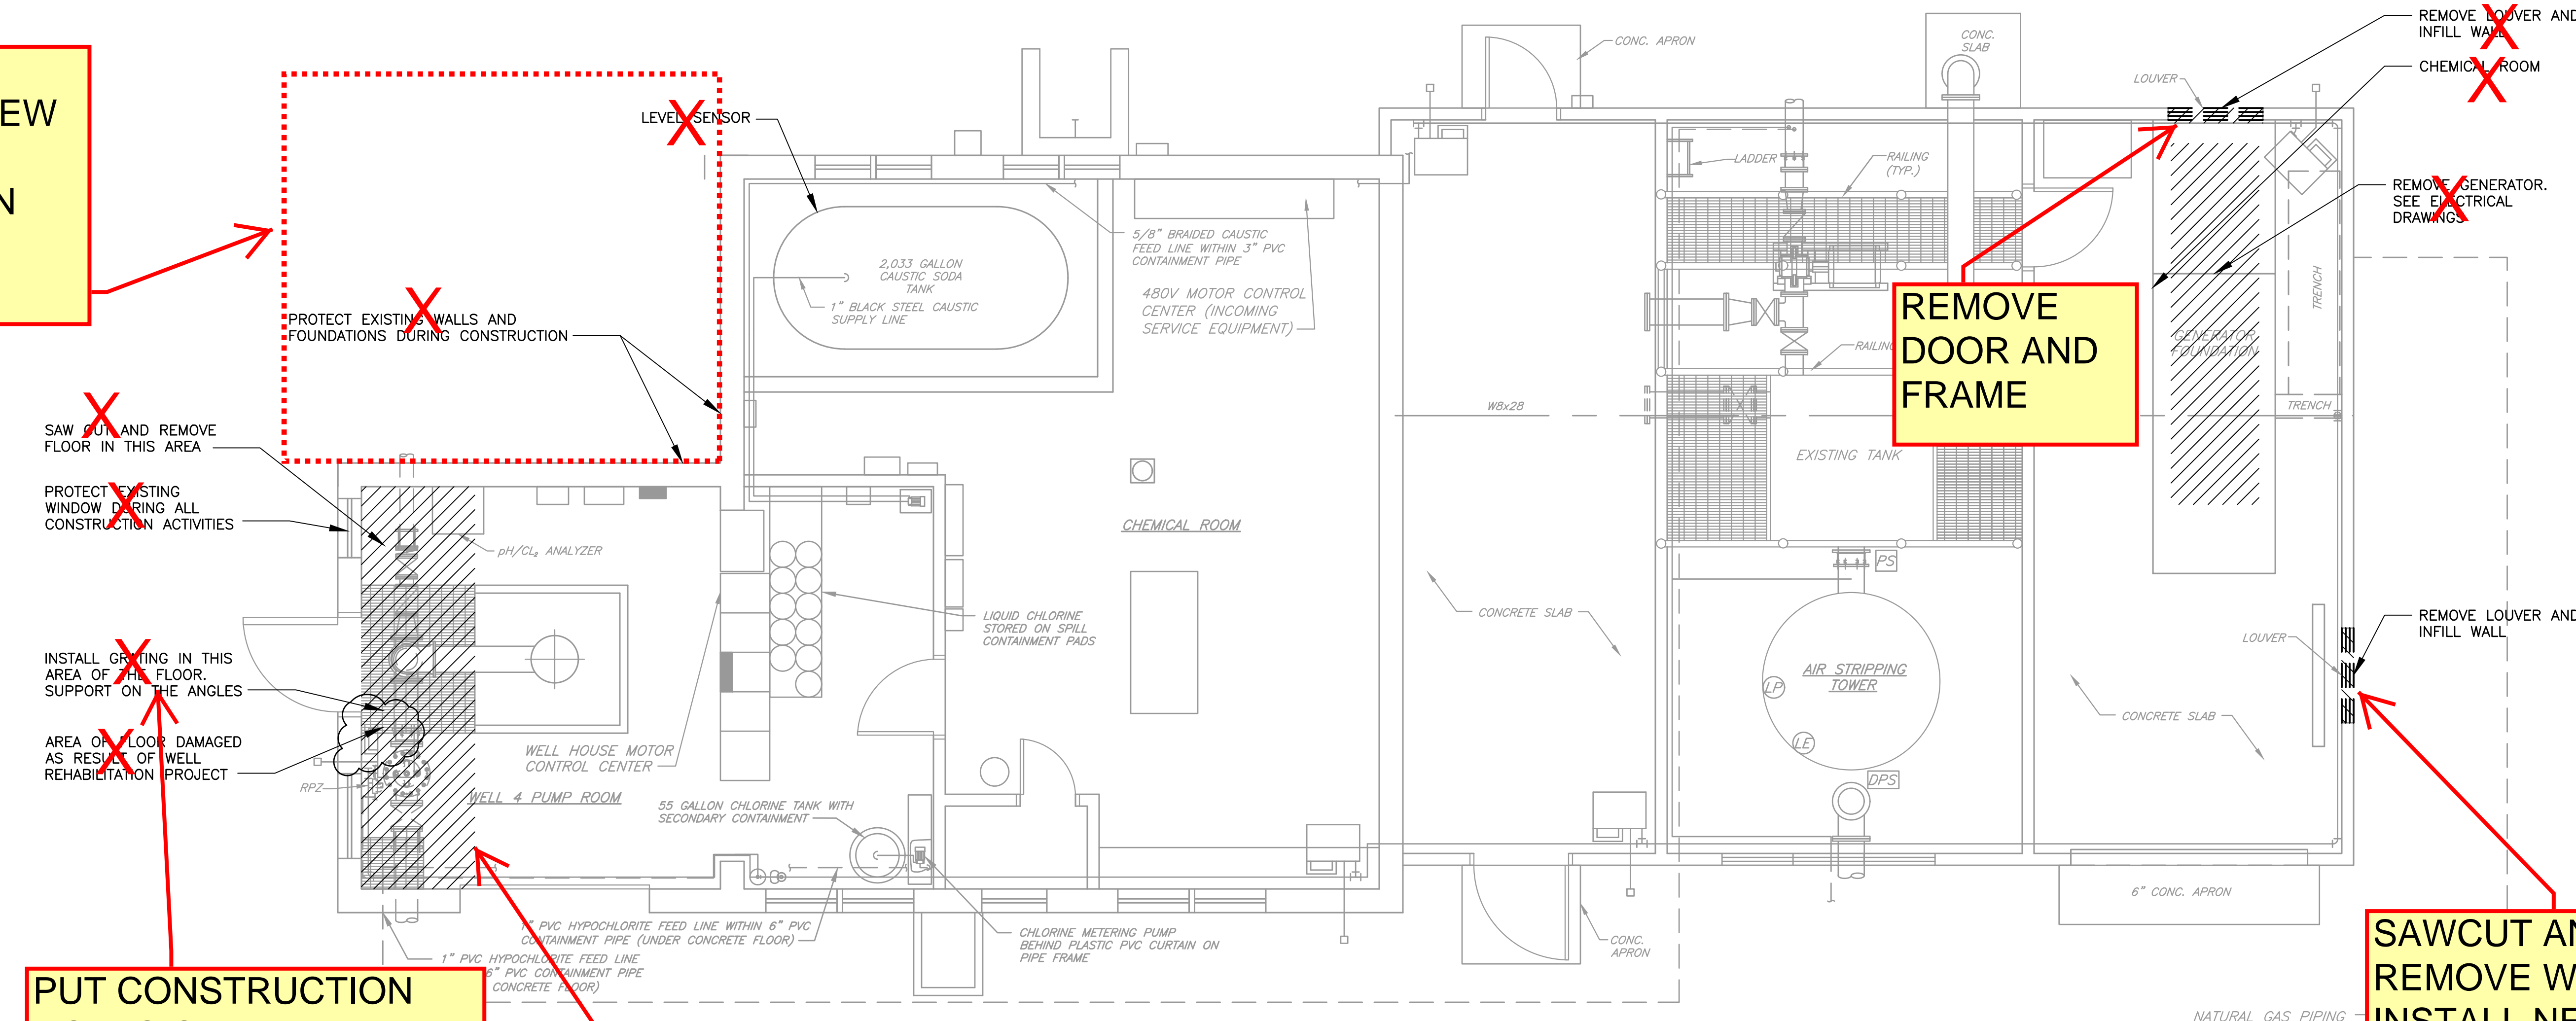 EW
N
LEVEL SENSOR
PROTECT EXISTING WALLS AND
FOUNDATIONS DURING CONSTRUCTION
SAW CUT AND REMOVE
FLOOR IN THIS AREA
PROTECT EXISTING
WINDOW DURING ALL
CONSTRUCTION ACTIVITIES
INSTALL GRATING IN THIS
AREA OF THE FLOOR.
SUPPORT ON THE ANGLES
AREA OF FLOOR DAMAGED
AS RESULT OF WELL
REHABILITATION PROJECT
RPZ
PUT CONSTRUCTION
2,033 GALLON
CAUSTIC SODA
TANK
1" BLACK STEEL CAUSTIC
SUPPLY LINE
5/8" BRAIDED CAUSTIC
FEED LINE WITHIN 3" PVC
CONTAINMENT PIPE
480V MOTOR CONTROL
CENTER (INCOMING
SERVICE EQUIPMENT)
pH/CL₂ ANALYZER
LIQUID CHLORINE
STORED ON SPILL
CONTAINMENT PADS
CHEMICAL ROOM
WELL HOUSE MOTOR
CONTROL CENTER
WELL 4 PUMP ROOM
55 GALLON CHLORINE TANK WITH
SECONDARY CONTAINMENT
1" PVC HYPOCHLORITE FEED LINE WITHIN 6" PVC
CONTAINMENT PIPE (UNDER CONCRETE FLOOR)
1" PVC HYPOCHLORITE FEED LINE
6" PVC CONTAINMENT PIPE
CONCRETE FLOOR)
CHLORINE METERING PUMP
BEHIND PLASTIC PVC CURTAIN ON
PIPE FRAME
CONC. APRON
CONC.
SLAB
LADDER
RAILING
(TYP.)
RAILING
W8x28
EXISTING TANK
PS
CONCRETE SLAB
AIR STRIPPING
TOWER
LP
LE
DPS
CONC.
APRON
LOUVER
REMOVE LOUVER AND
INFILL WALL
CHEMICAL ROOM
REMOVE GENERATOR.
SEE ELECTRICAL
DRAWINGS
REMOVE
DOOR AND
FRAME
GENERATOR
FOUNDATION
TRENCH
TRENCH
LOUVER
REMOVE LOUVER AND
INFILL WALL
CONCRETE SLAB
6" CONC. APRON
SAWCUT AN
REMOVE W
INSTALL NE
NATURAL GAS PIPING